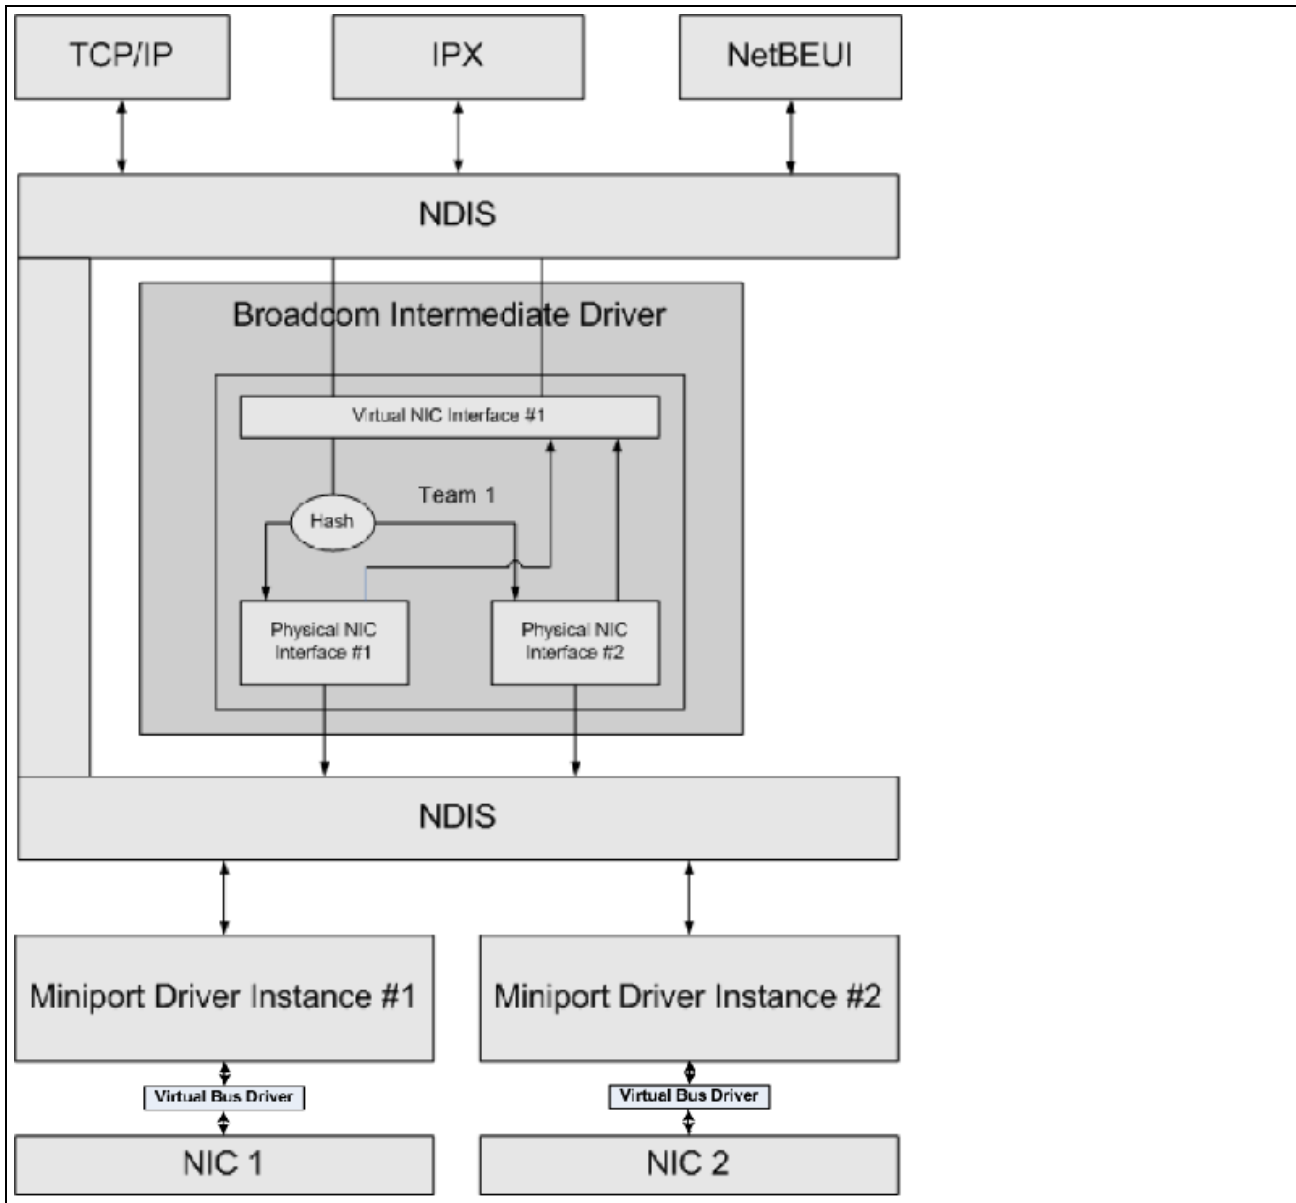 TCP/IP
IPX
NetBEUI
NDIS
Broadcom Intermediate Driver
Virtual NIC Interface #1
Team 1
Hash
Physical NIC
Interface #1
Physical NIC
Interface #2
NDIS
Miniport Driver Instance #1
Miniport Driver Instance #2
Virtual Bus Driver
Virtual Bus Driver
NIC 1
NIC 2